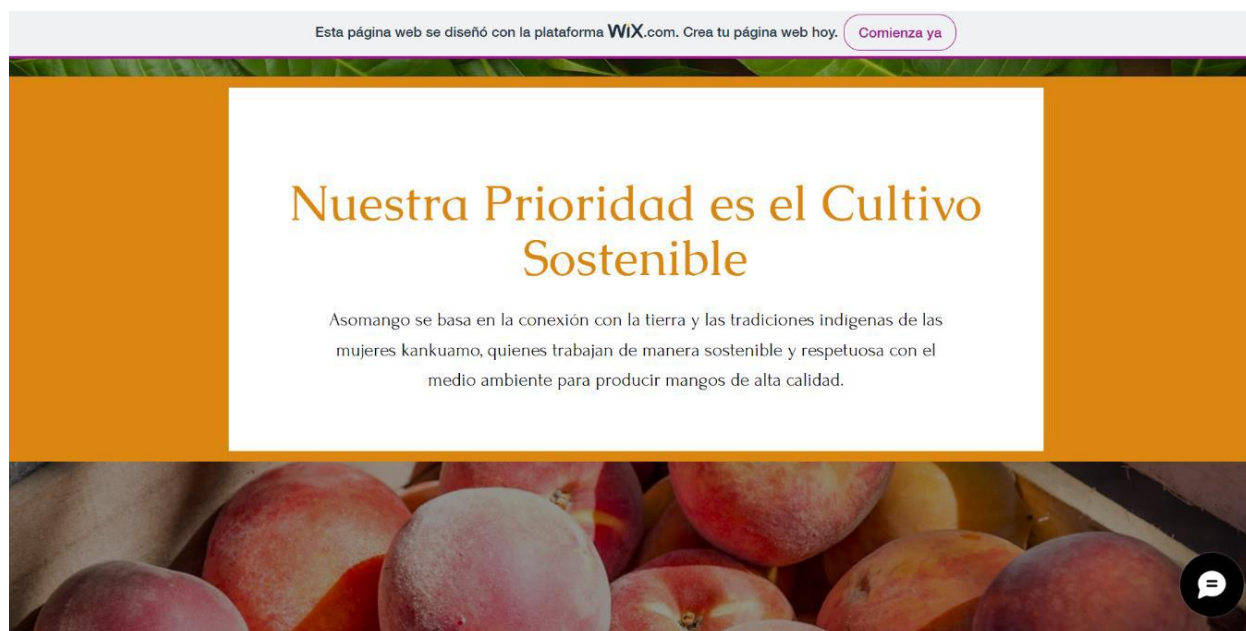 Esta página web se diseñó con la plataforma WiX.com. Crea tu página web hoy. Comienza ya
Nuestra Prioridad es el Cultivo
Sostenible
Asomango se basa en la conexión con la tierra y las tradiciones indígenas de las
mujeres kankuamo, quienes trabajan de manera sostenible y respetuosa con el
medio ambiente para producir mangos de alta calidad.